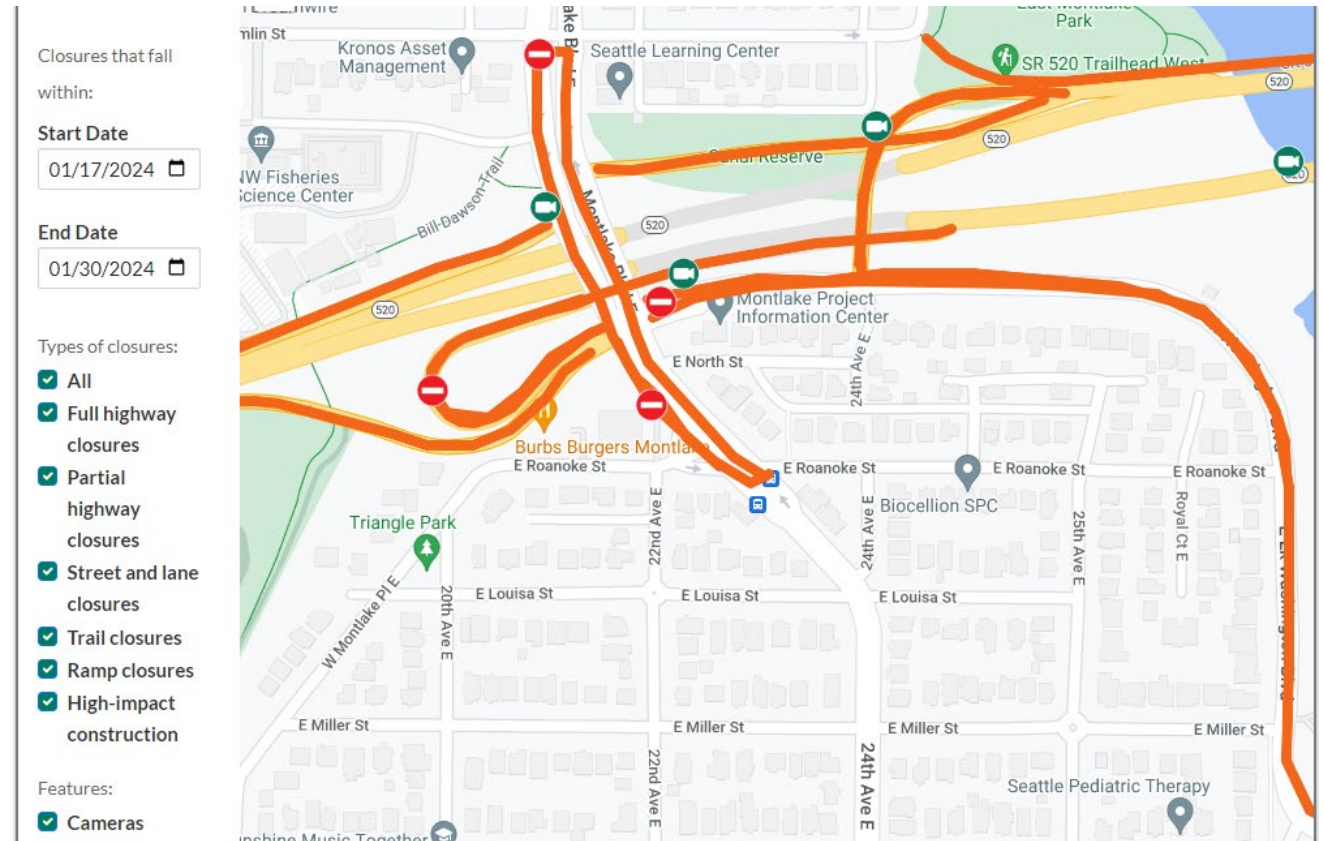 Closures that fall
within:
Start Date
01/17/2024
End Date
01/30/2024
Types of closures:
All
Full highway
closures
Partial
highway
closures
Street and lane
closures
Trail closures
Ramp closures
High-impact
construction
Features:
Cameras
mlin St
Kronos Asset
Management
Seattle Learning Center
East Montlake
Park
SR 520 Trailhead West
520
520
NW Fisheries
Science Center
Bill-Dawson-Trail
Canal Reserve
520
520
Montlake Project
Information Center
E North St
24th Ave E
Burbs Burgers Montlake
E Roanoke St
E Roanoke St
E Roanoke St
E Roanoke St
Biocellion SPC
Royal Ct E
Triangle Park
22nd Ave E
24th Ave E
25th Ave E
E Louisa St
E Louisa St
E Louisa St
W Montlake Pl E
20th Ave E
E Miller St
E Miller St
E Miller St
E Miller St
22nd Ave E
24th Ave E
Seattle Pediatric Therapy
nshine Music Together